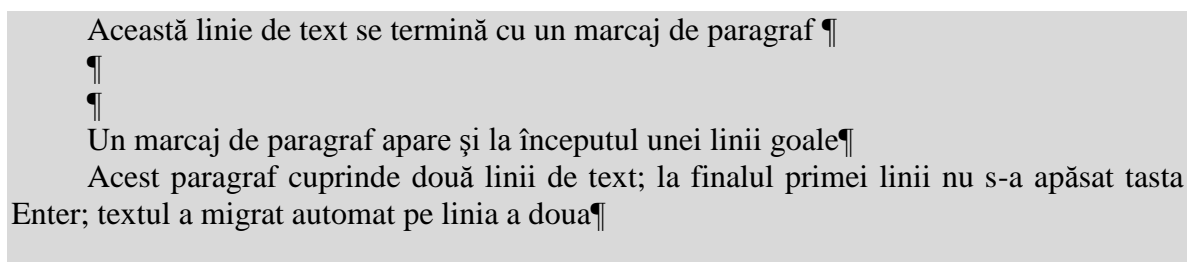 Această linie de text se termină cu un marcaj de paragraf ¶
¶
¶
Un marcaj de paragraf apare şi la începutul unei linii goale¶
Acest paragraf cuprinde două linii de text; la finalul primei linii nu s-a apăsat tasta
Enter; textul a migrat automat pe linia a doua¶